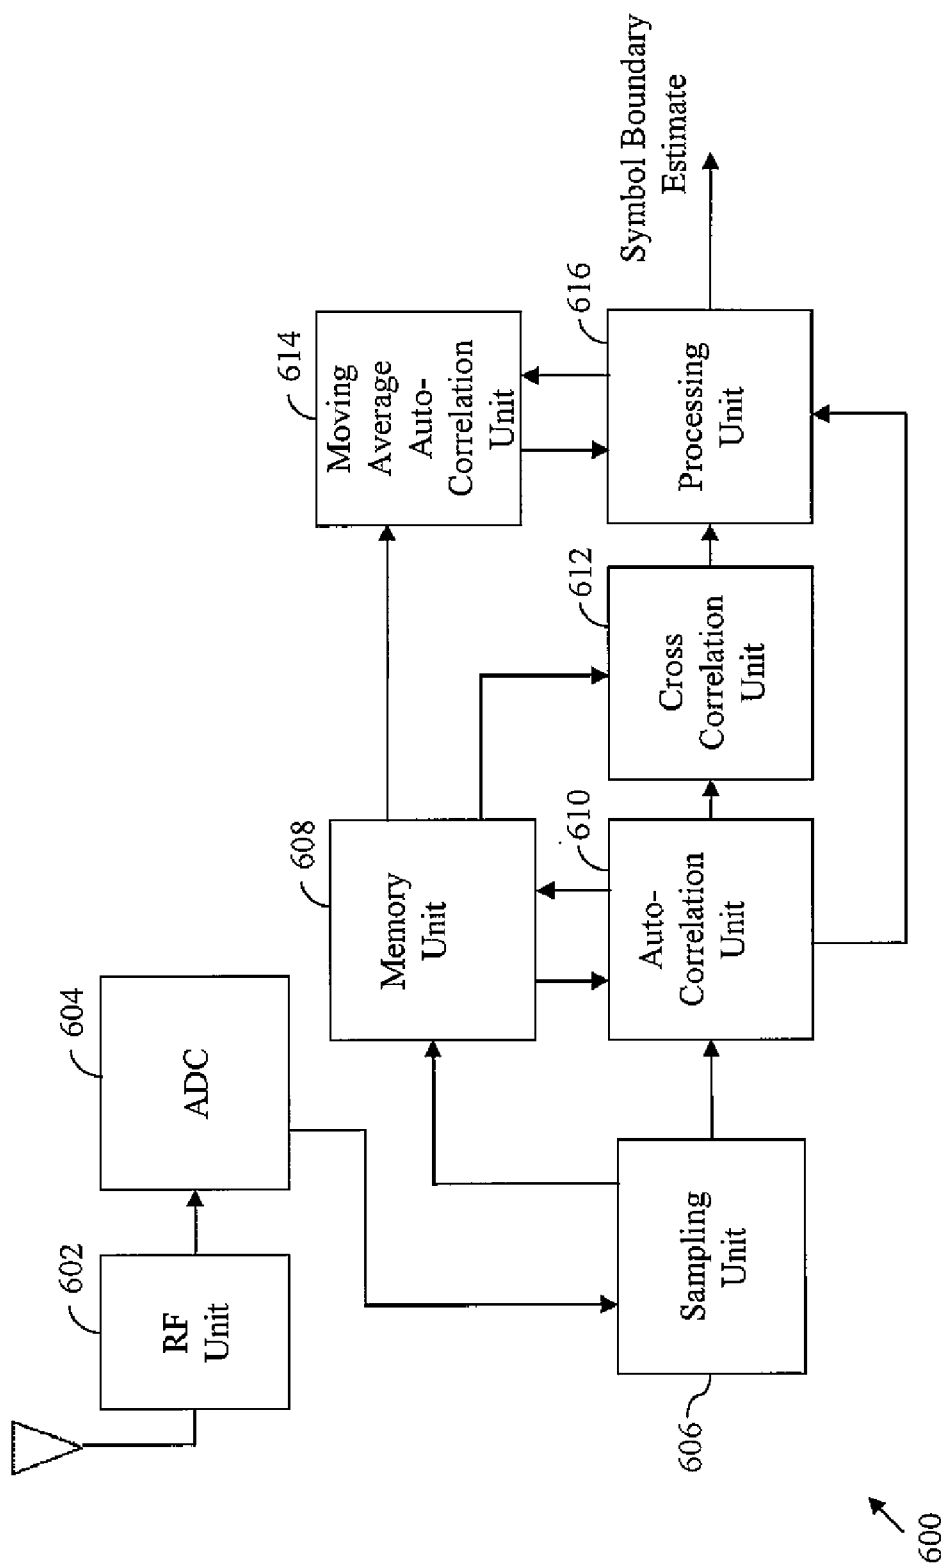 602
RF
Unit
604
ADC
606
Sampling
Unit
608
Memory
Unit
610
Auto-
Correlation
Unit
612
Cross
Correlation
Unit
614
Moving
Average
Auto-
Correlation
Unit
616
Processing
Unit
Symbol Boundary
Estimate
600